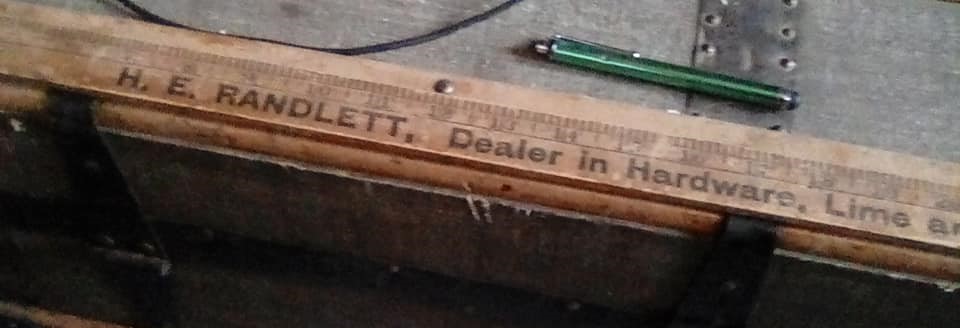 H. E. RANDLETT, Dealer in Hardware, Lime